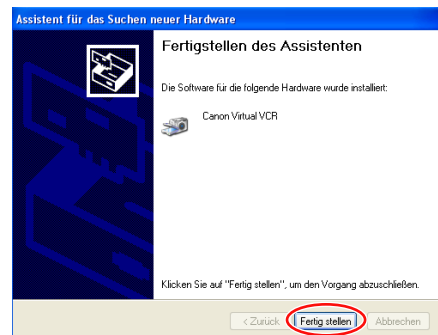 Assistent für das Suchen neuer Hardware
Fertigstellen des Assistenten
Die Software für die folgende Hardware wurde installiert:
Canon Virtual VCR
Klicken Sie auf "Fertig stellen", um den Vorgang abzuschließen.
< Zurück Fertig stellen Abbrechen